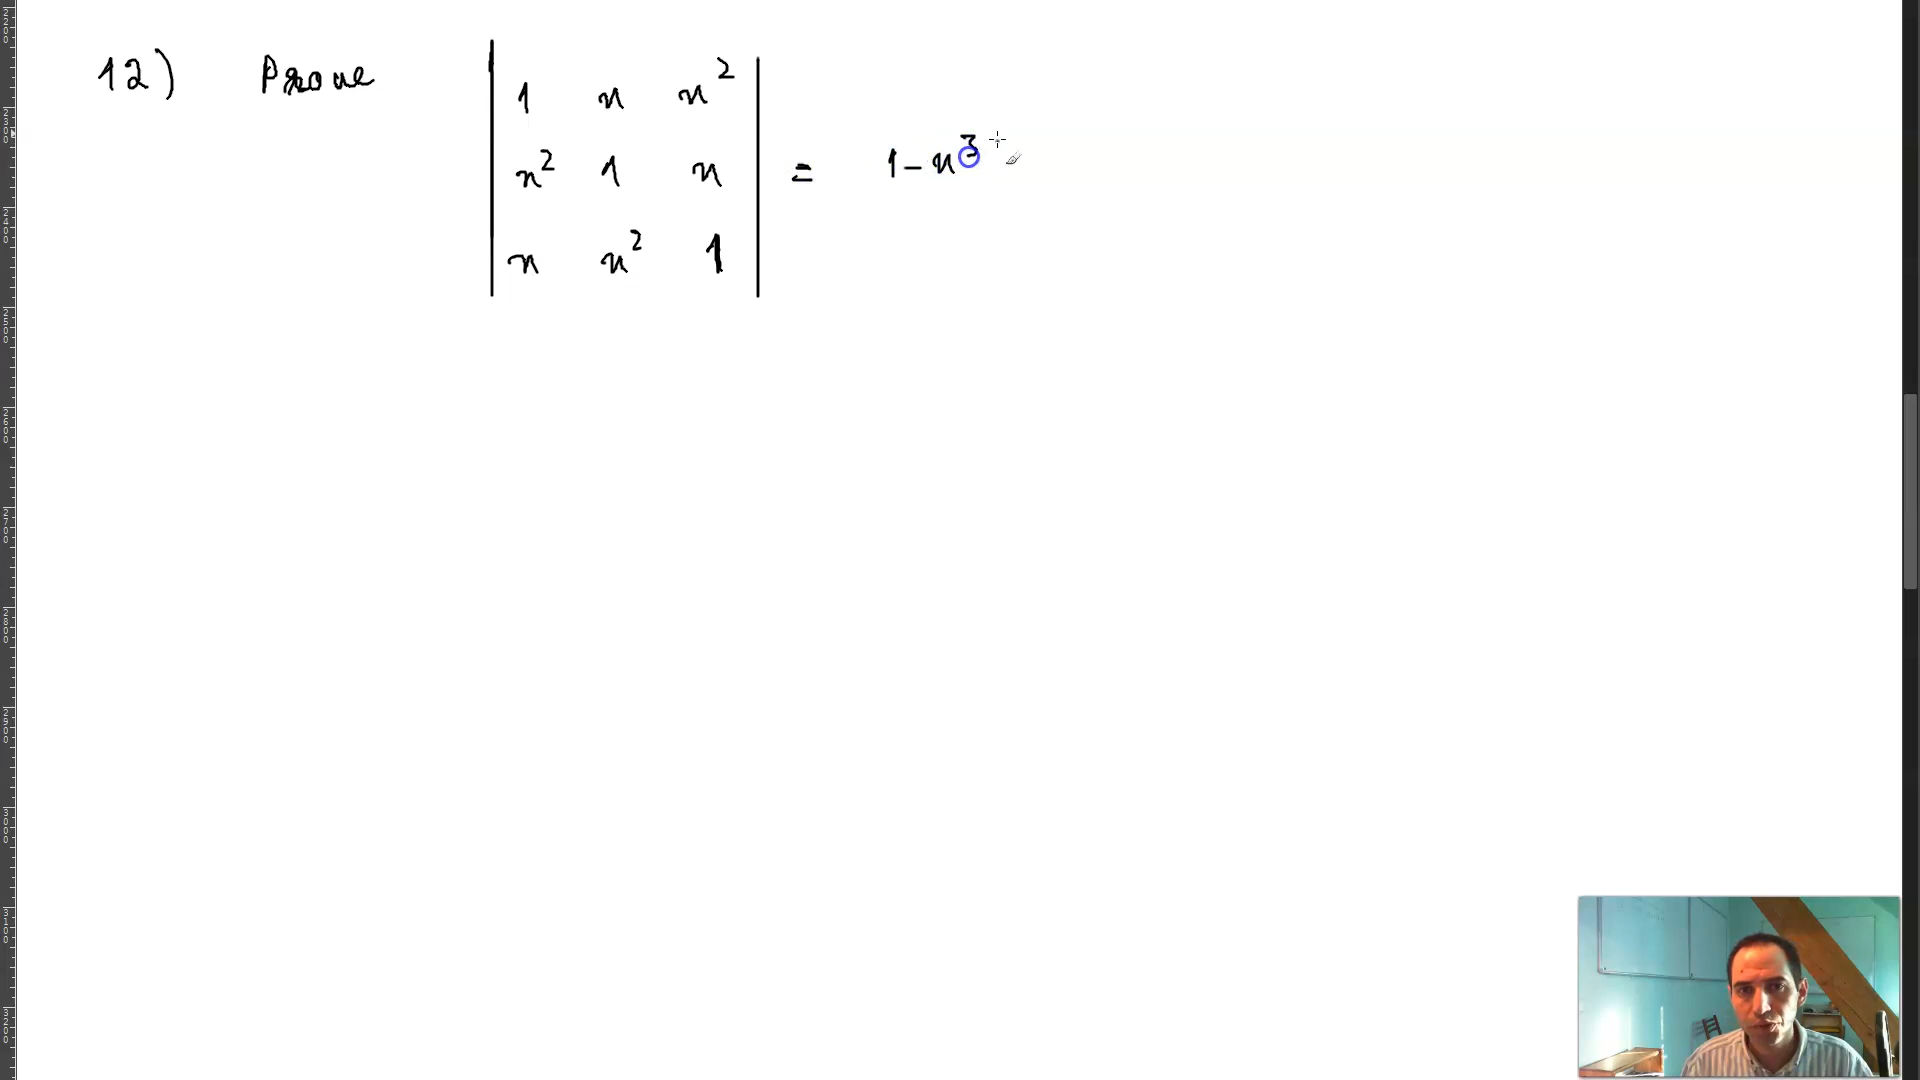 12) Prove | 1 x x² |
| x² 1 x | = 1 - x³
| x x² 1 |